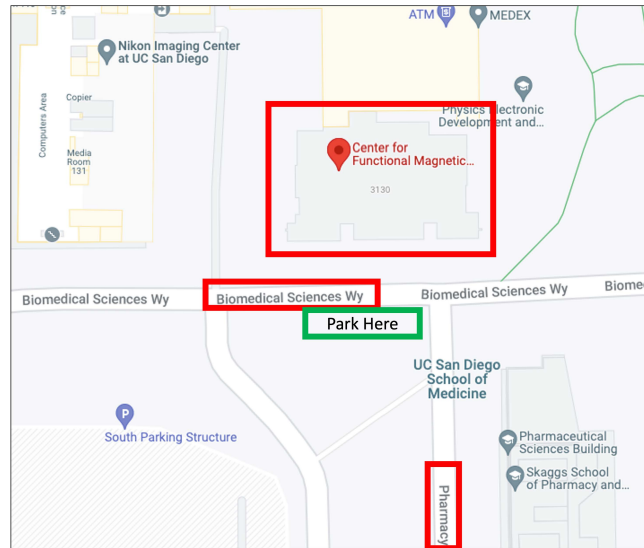 ATM
MEDEX
Nikon Imaging Center
at UC San Diego
Copier
Computers Area
Media
Room
131
Physics Electronic
Development and...
Center for
Functional Magnetic...
3130
Biomedical Sciences Wy
Biomedical Sciences Wy
Biomedical Sciences Wy
Biome
Park Here
UC San Diego
School of
Medicine
P
South Parking Structure
Pharmaceutical
Sciences Building
Skaggs School
of Pharmacy and...
Pharmacy